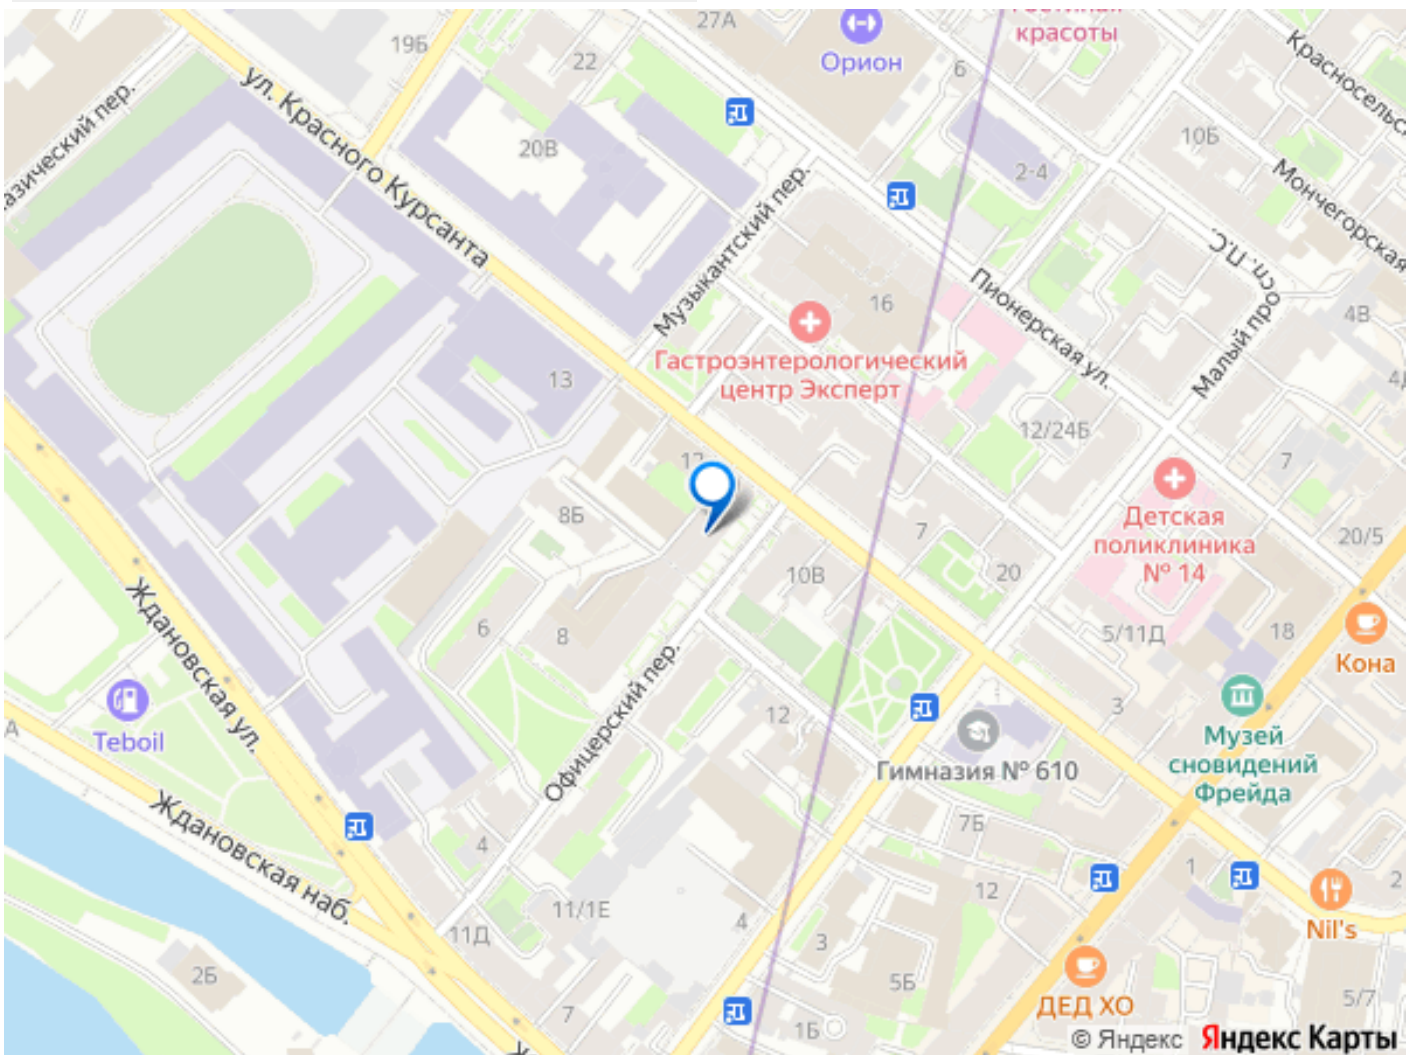 27А
Орион
красоты
19Б
22
6
Красносельс
ул. Красного Курсанта
20В
10Б
2-4
Мончегорская
азический пер.
Музыкантский пер.
Малый просп. П.С.
Пионерская ул.
16
4В
Гастроэнтерологический
центр Эксперт
13
12/24Б
7
8Б
Детская
поликлиника
№ 14
20/5
7
20
10В
Ждановская ул.
6
8
5/11Д
18
Кона
Офицерский пер.
3
12
А
Teboil
Гимназия № 610
Музей
сновидений
Фрейда
Ждановская наб.
4
7Б
1
2
12
11/1Е
4
Nil's
11Д
3
2Б
5Б
ДЕД ХО
5/7
7
1Б
© Яндекс Яндекс Карты